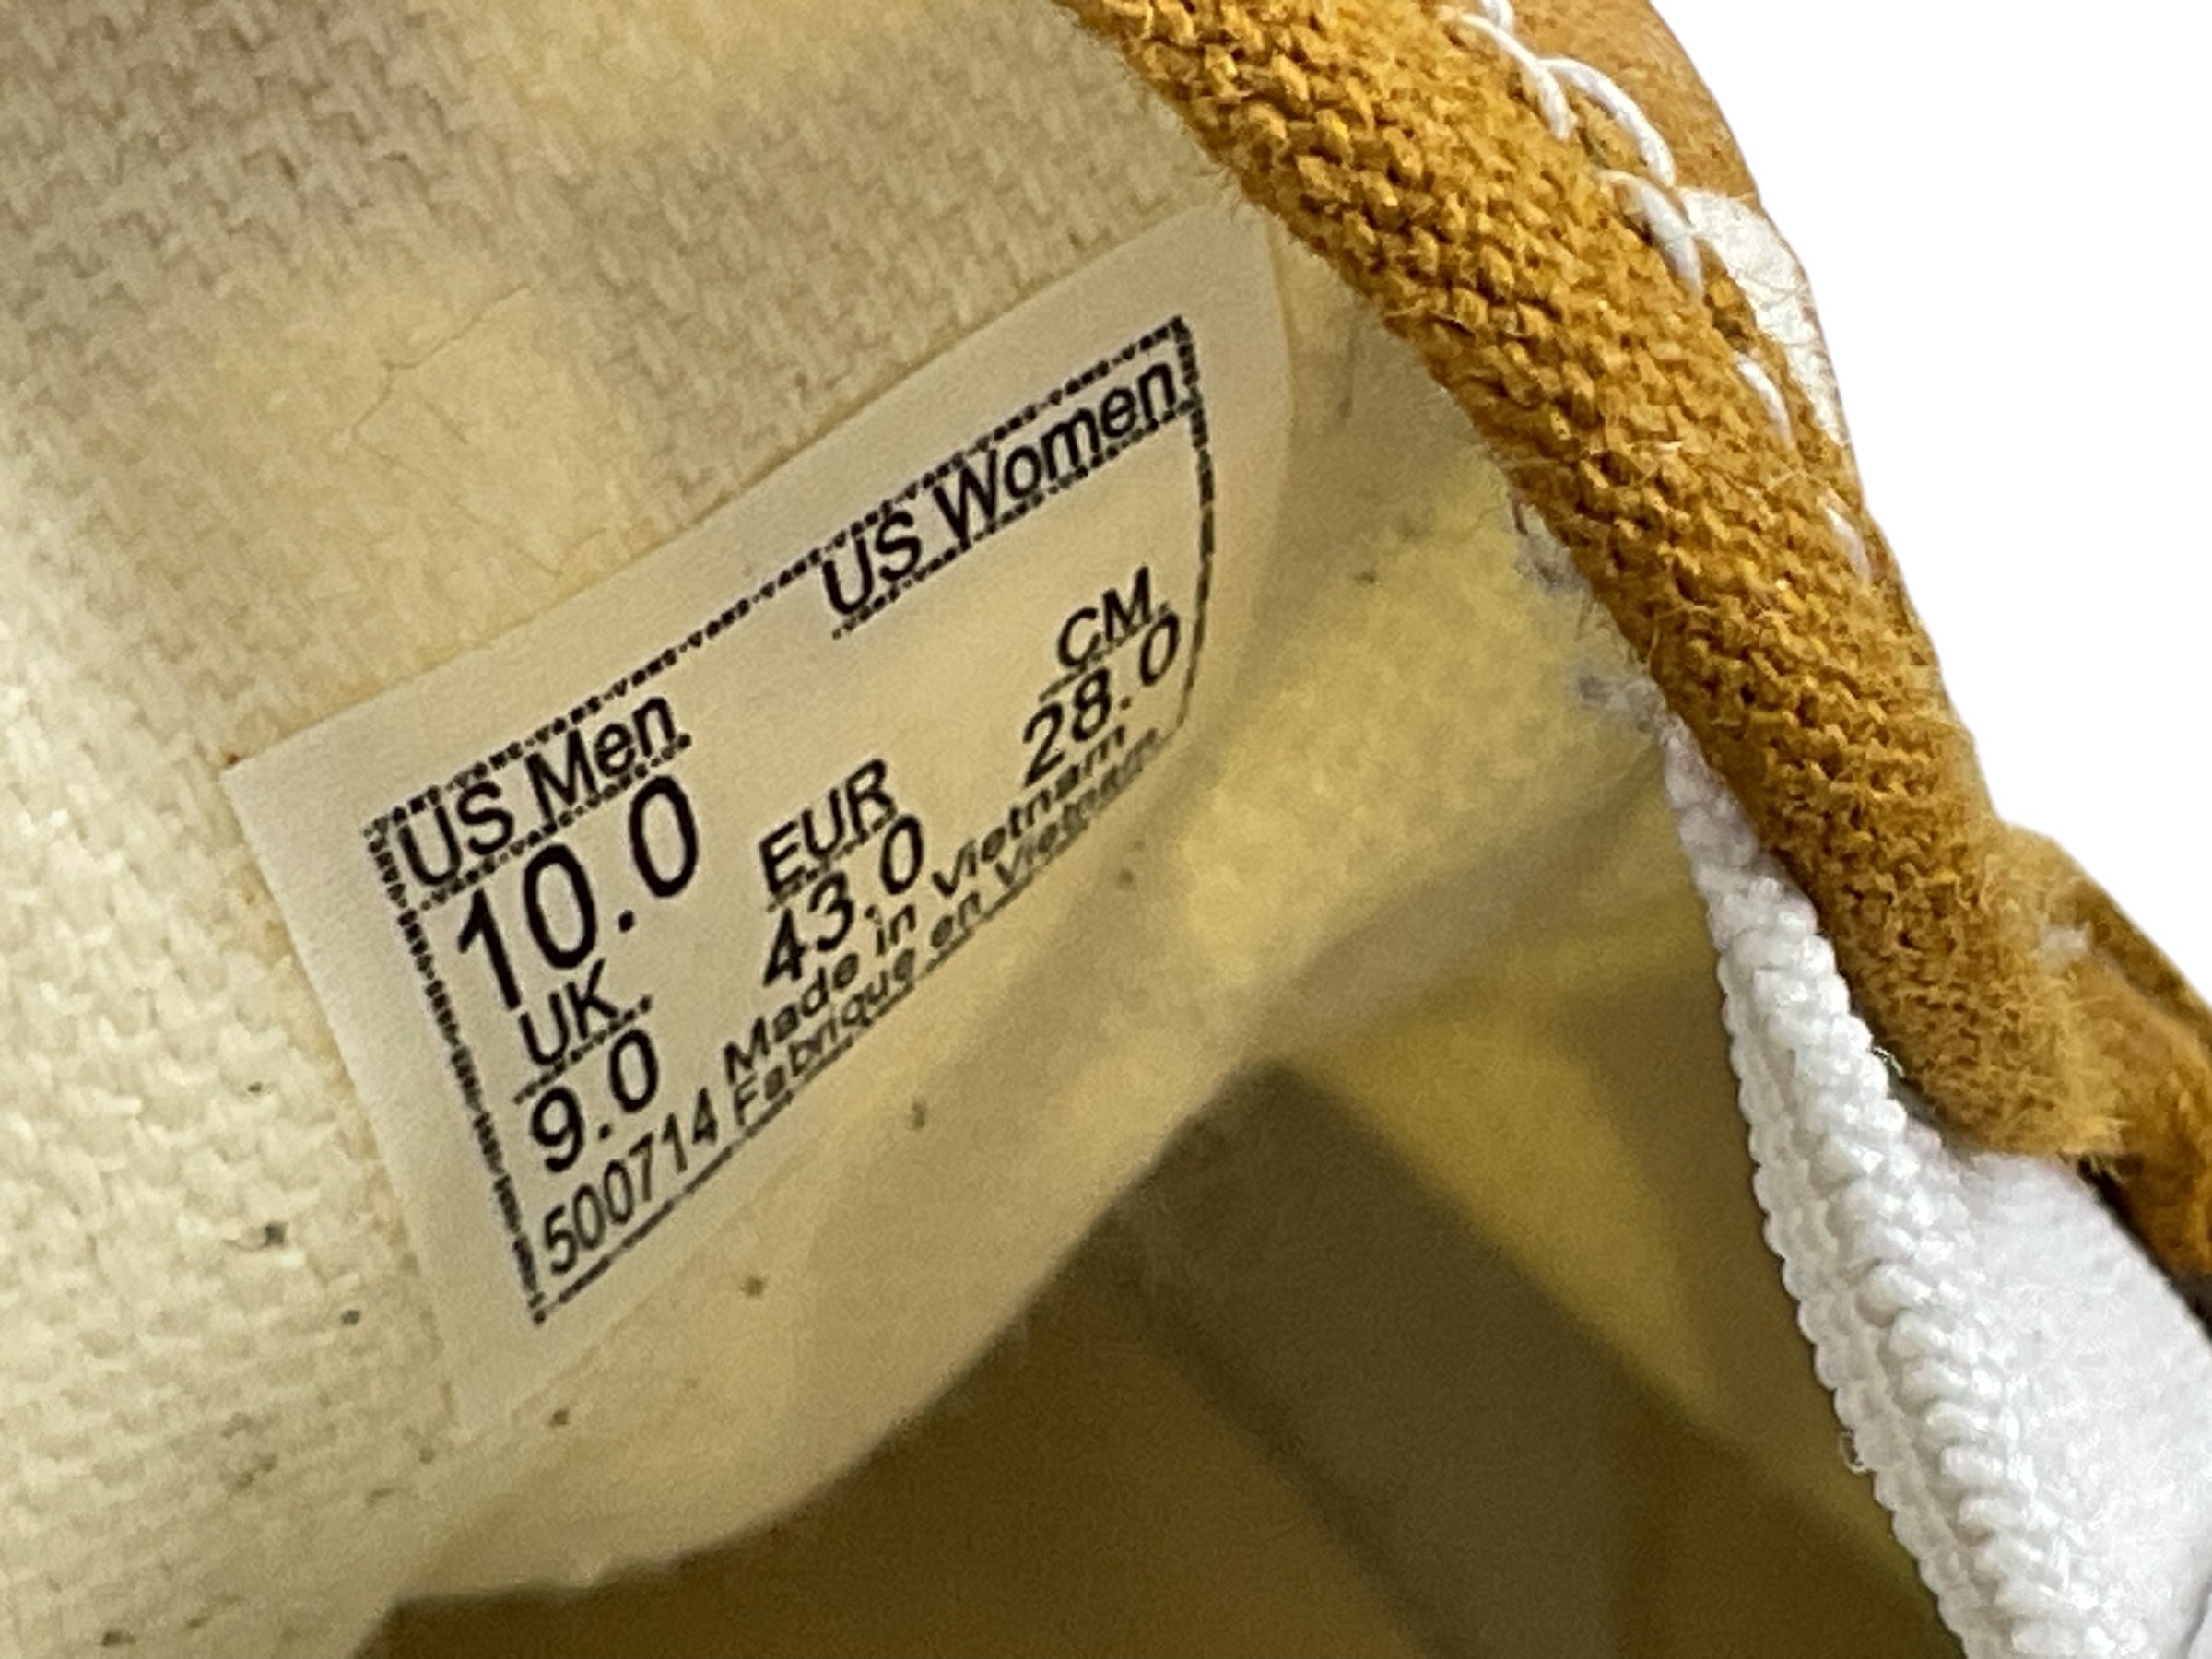 US Men US Women
10.0
UK EUR CM
9.0 43.0 28.0
500714 Made in Vietnam
Fabrique en Vietnam